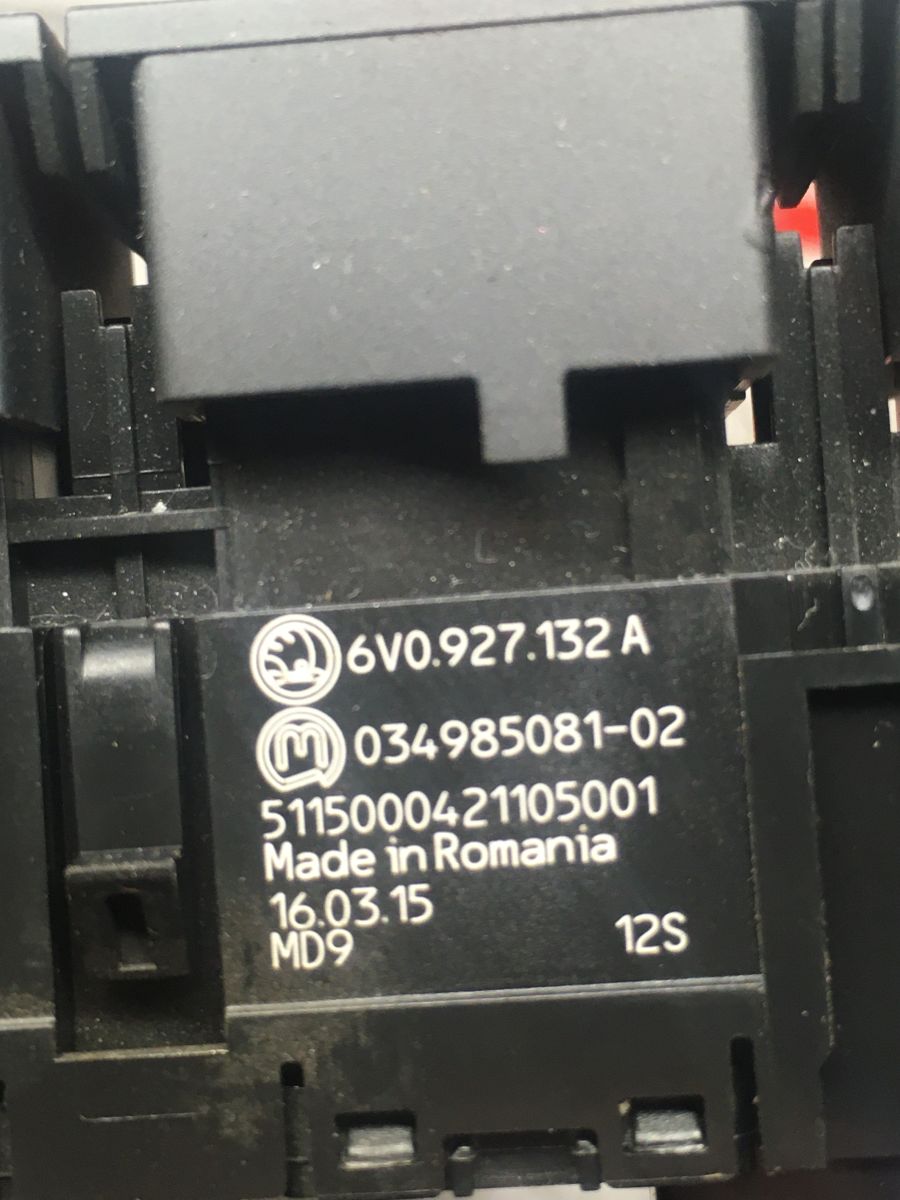 6V0.927.132 A
034985081-02
5115000421105001
Made in Romania
16.03.15
MD9 12S